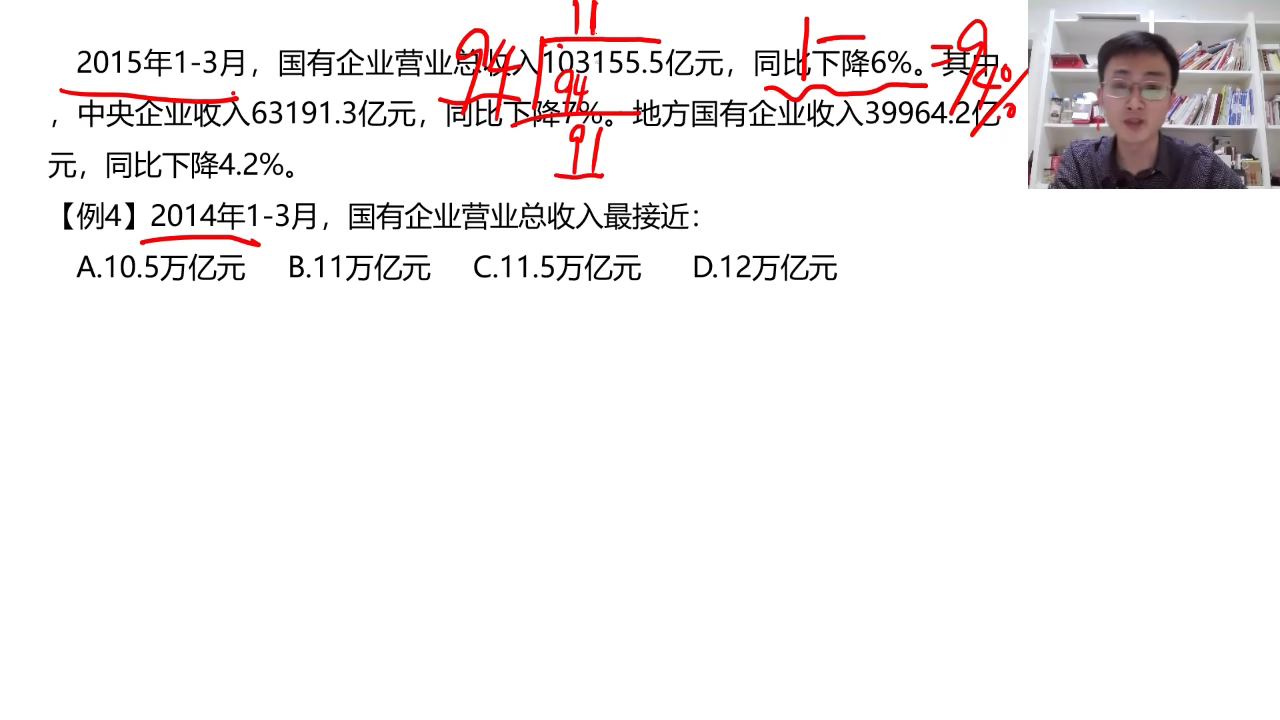 11
2015年1-3月，国有企业营业总收入103155.5亿元，同比下降6%。其中
94
1-
=94%
94
，中央企业收入63191.3亿元，同比下降7%。地方国有企业收入39964.2亿
91
元，同比下降4.2%。
【例4】2014年1-3月，国有企业营业总收入最接近：
A.10.5万亿元 B.11万亿元 C.11.5万亿元 D.12万亿元